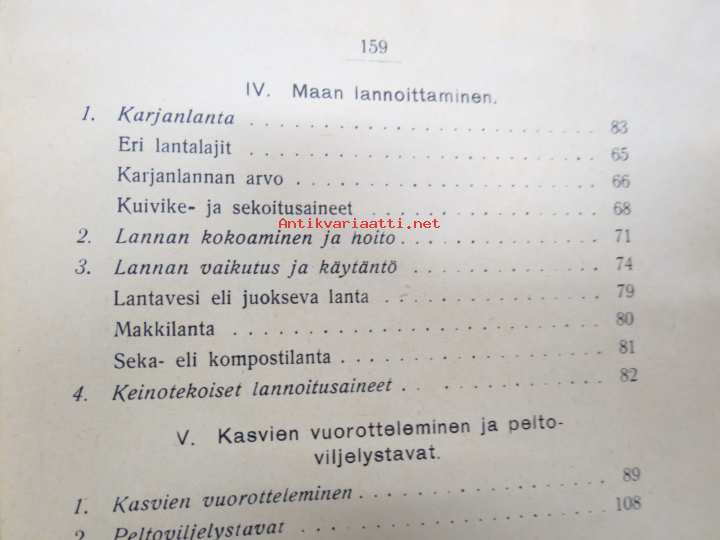 159
IV. Maan lannoittaminen.
1. Karjanlanta . . . . . . . . . . . . . . . . 83
Eri lantalajit . . . . . . . . . . . . . . . . 65
Karjanlannan arvo . . . . . . . . . . . . . . 66
Kuivike- ja sekoitusaineet . . . . . . . . . . 68
Antikvariaatti.net
2. Lannan kokoaminen ja hoito . . . . . . . . . 71
3. Lannan vaikutus ja käytäntö . . . . . . . . . 74
Lantavesi eli juokseva lanta . . . . . . . . . 79
Makkilanta . . . . . . . . . . . . . . . . . 80
Seka- eli kompostilanta . . . . . . . . . . . 81
4. Keinotekoiset lannoitusaineet . . . . . . . . 82
V. Kasvien vuorotteleminen ja pelto-
viljelystavat.
1. Kasvien vuorotteleminen . . . . . . . . . . . 89
2. Peltoviljelystavat . . . . . . . . . . . . . 108